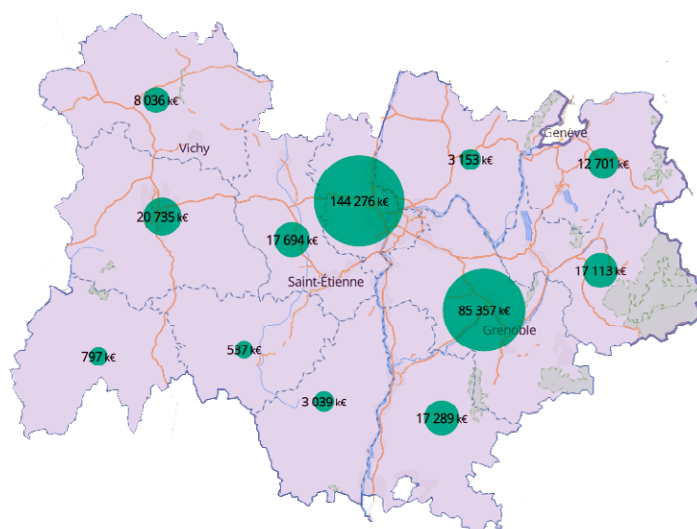 8 036 k€
Vichy
3 153 k€
Genève
12 701 k€
144 276 k€
20 735 k€
17 694 k€
17 113 k€
Saint-Étienne
85 357 k€
Grenoble
797 k€
537 k€
3 039 k€
17 289 k€